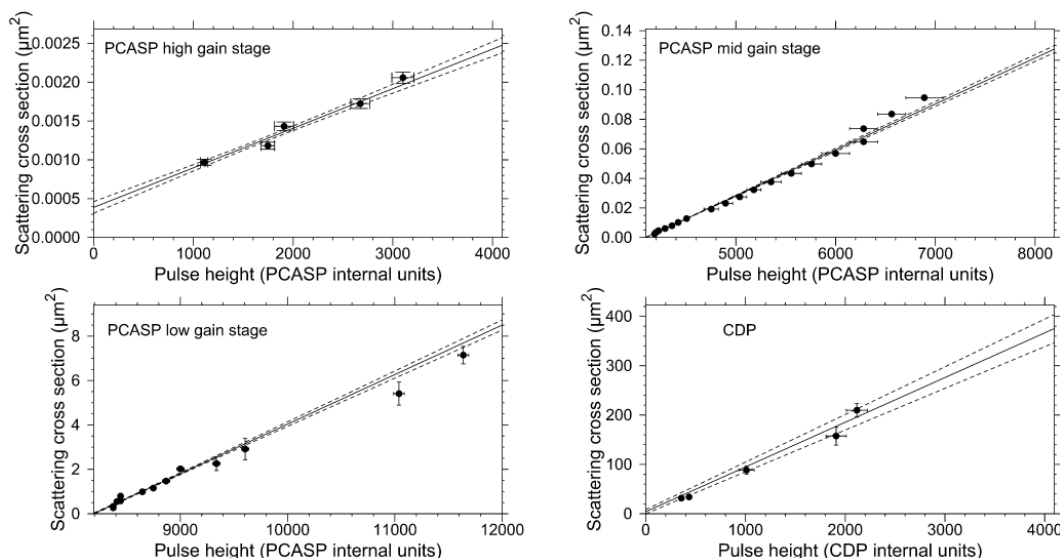 PCASP high gain stage
Scattering cross section (µm²)
0.0025
0.0020
0.0015
0.0010
0.0005
0.0000
0 1000 2000 3000 4000
Pulse height (PCASP internal units)
PCASP mid gain stage
Scattering cross section (µm²)
0.14
0.12
0.10
0.08
0.06
0.04
0.02
0.00
5000 6000 7000 8000
Pulse height (PCASP internal units)
PCASP low gain stage
Scattering cross section (µm²)
8
6
4
2
0
9000 10000 11000 12000
Pulse height (PCASP internal units)
CDP
Scattering cross section (µm²)
400
300
200
100
0
0 1000 2000 3000 4000
Pulse height (CDP internal units)